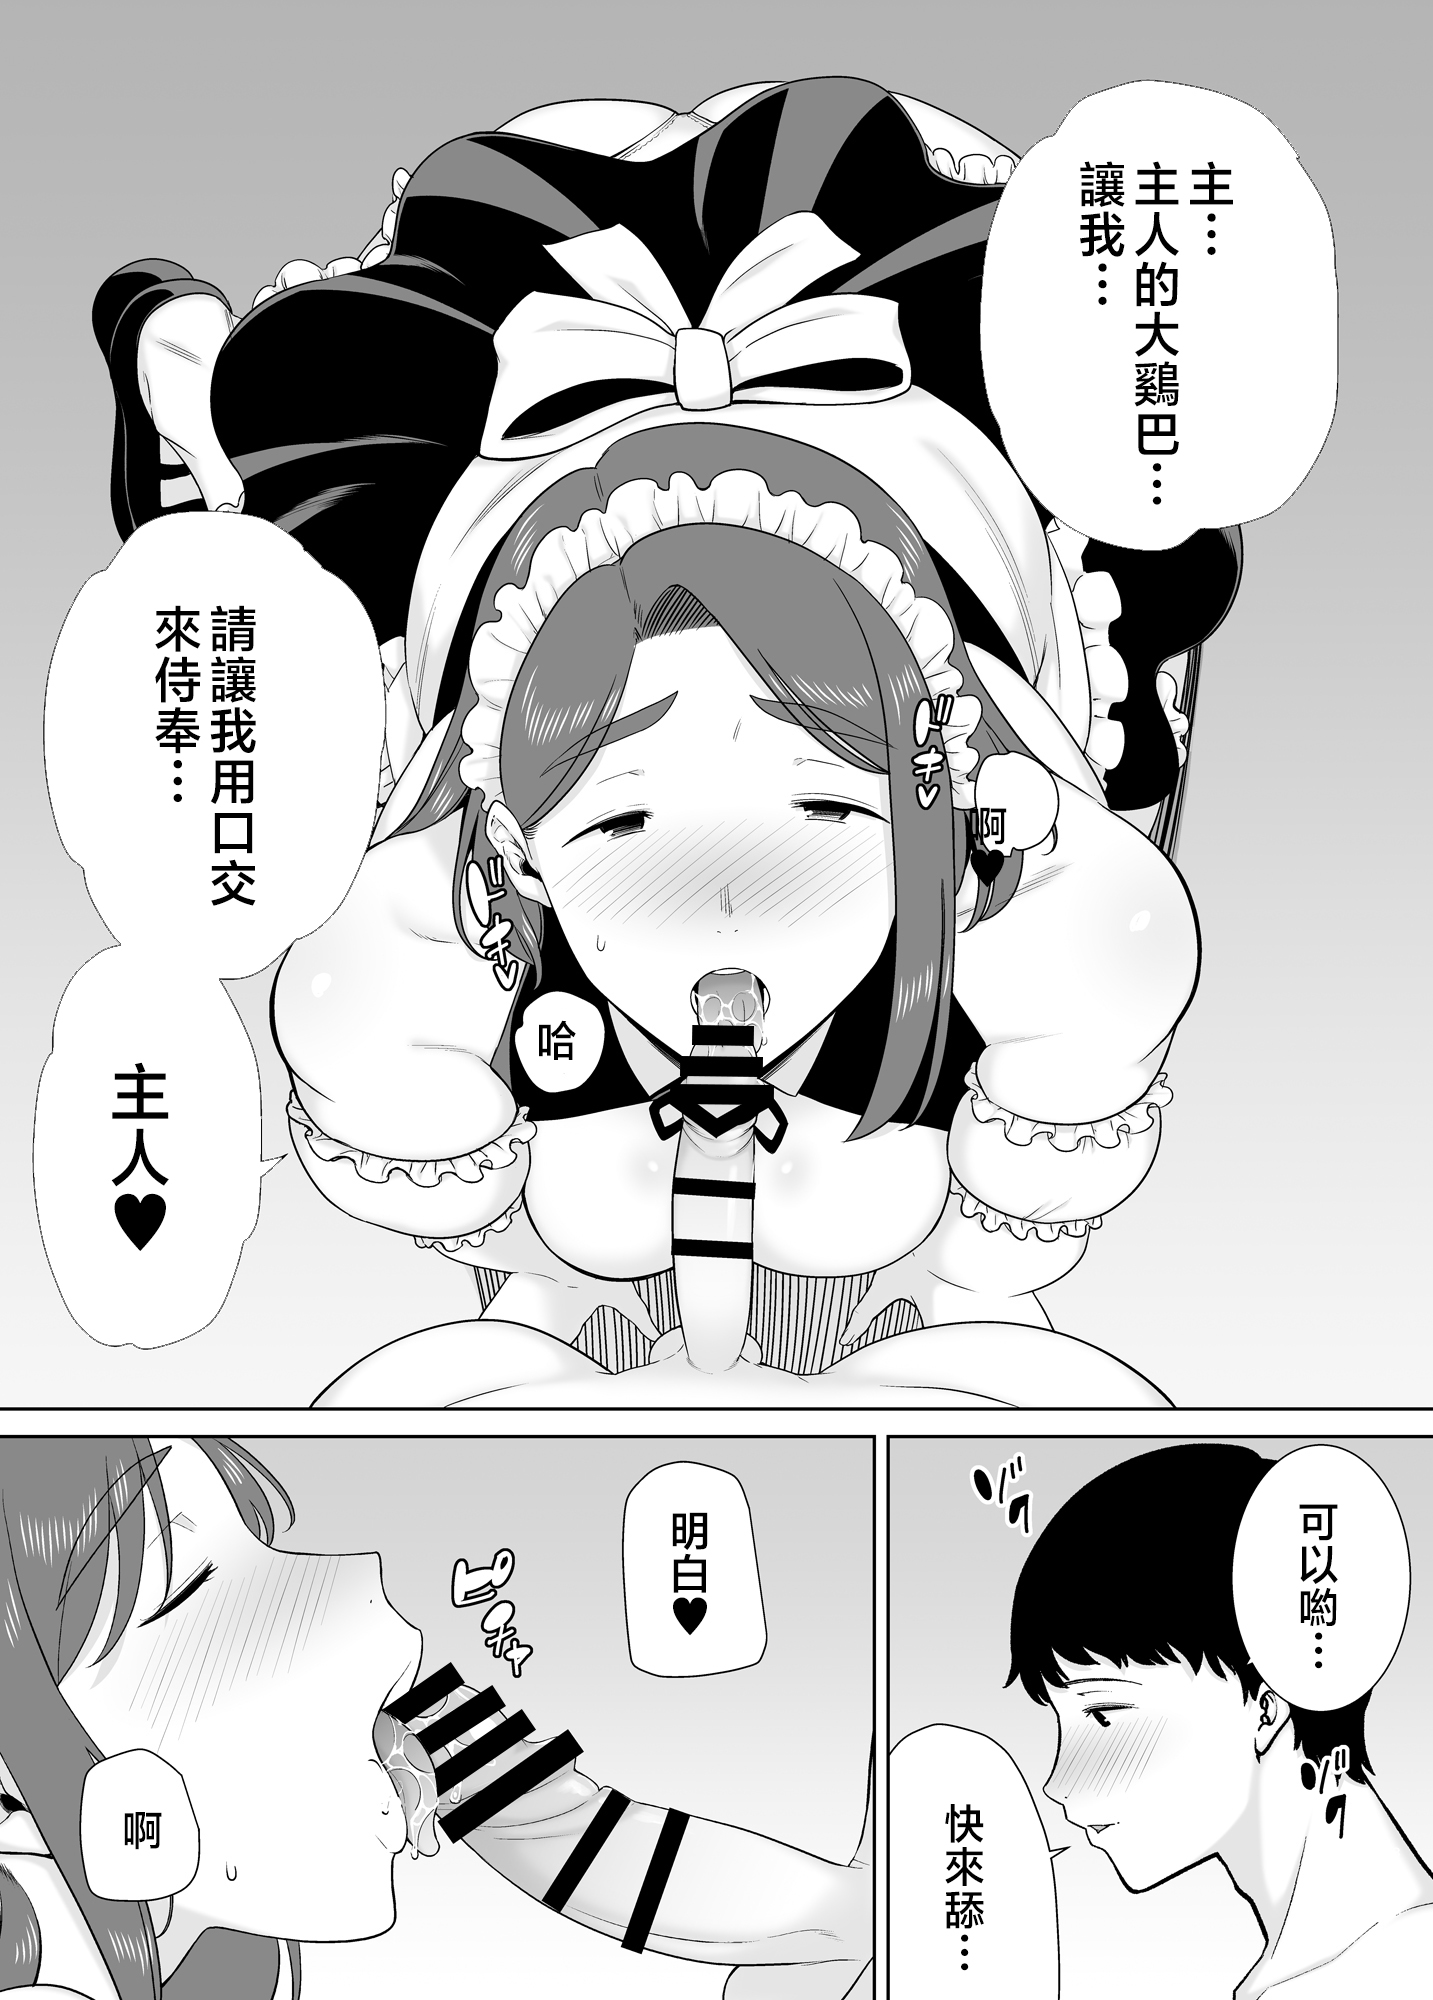 主…
主人的大鷄巴…
讓我…
請讓我用口交
來侍奉…
主人♥
啊♥
哈
ドキ♡
ドキ♡
可以喲…
快來舔…
ゾク
ゾク
明白♥
ピチャ
啊